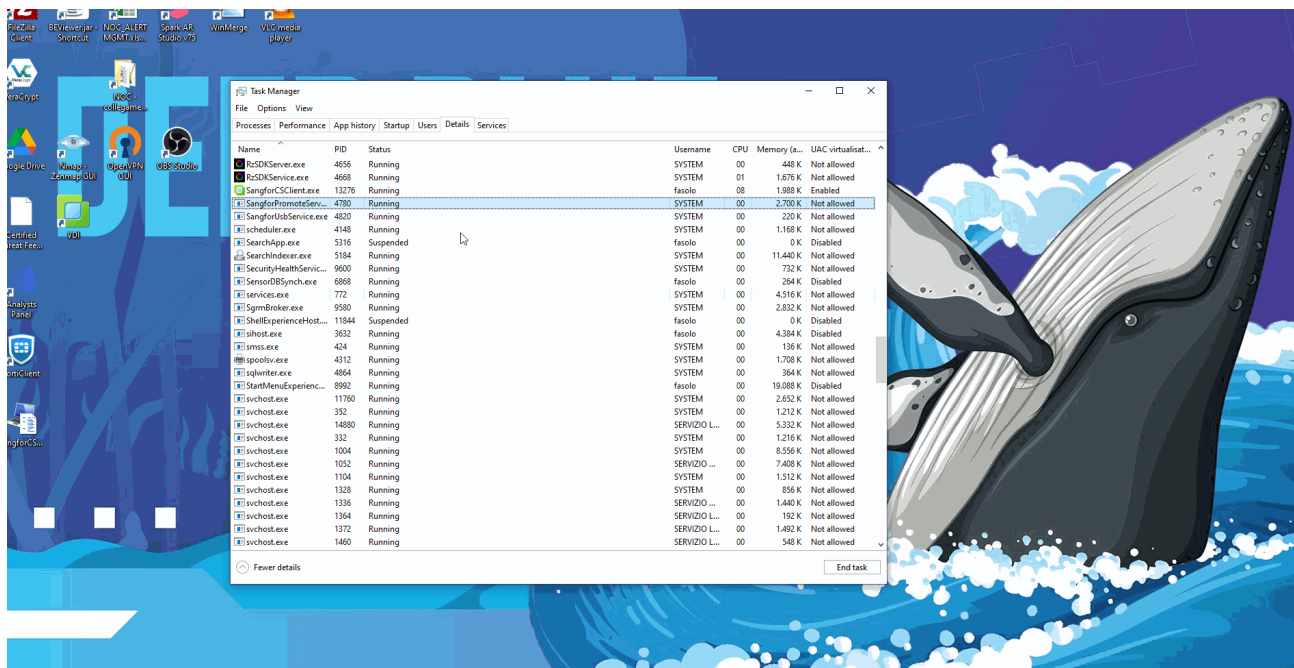 FileZilla
Client
BEViewer.jar -
Shortcut
NOC_ALERT
MGMT.xls...
Spark AR
Studio v75
WinMerge
VLC media
player
VC
VeraCrypt
eraCrypt
NOC -
collegame...
ogle Drive
Nmap -
Zenmap GUI
OpenVPN
GUI
OBS Studio
VDI
Certified
reat Fee...
Analysts
Panel
ortiClient
ngforCS...
Task Manager
File Options View
Processes Performance App history Startup Users Details Services
Name PID Status Username CPU Memory (a... UAC virtualisat...
RzSDKServer.exe 4656 Running SYSTEM 00 448 K Not allowed
RzSDKService.exe 4668 Running SYSTEM 01 1.676 K Not allowed
SangforCSClient.exe 13276 Running fasolo 08 1.988 K Enabled
SangforPromoteServ... 4780 Running SYSTEM 00 2.700 K Not allowed
SangforUsbService.exe 4820 Running SYSTEM 00 220 K Not allowed
scheduler.exe 4148 Running SYSTEM 00 1.168 K Not allowed
SearchApp.exe 5316 Suspended fasolo 00 0 K Disabled
SearchIndexer.exe 5184 Running SYSTEM 00 11.440 K Not allowed
SecurityHealthServic... 9600 Running SYSTEM 00 732 K Not allowed
SensorDBSynch.exe 6868 Running fasolo 00 264 K Disabled
services.exe 772 Running SYSTEM 00 4.516 K Not allowed
SgrmBroker.exe 9580 Running SYSTEM 00 2.832 K Not allowed
ShellExperienceHost.... 11844 Suspended fasolo 00 0 K Disabled
sihost.exe 3632 Running fasolo 00 4.384 K Disabled
smss.exe 424 Running SYSTEM 00 136 K Not allowed
spoolsv.exe 4312 Running SYSTEM 00 1.708 K Not allowed
sqlwriter.exe 4864 Running SYSTEM 00 364 K Not allowed
StartMenuExperienc... 8992 Running fasolo 00 19.088 K Disabled
svchost.exe 11760 Running SYSTEM 00 2.652 K Not allowed
svchost.exe 352 Running SYSTEM 00 1.212 K Not allowed
svchost.exe 14880 Running SERVIZIO L... 00 5.332 K Not allowed
svchost.exe 332 Running SYSTEM 00 1.216 K Not allowed
svchost.exe 1004 Running SYSTEM 00 8.556 K Not allowed
svchost.exe 1052 Running SERVIZIO ... 00 7.408 K Not allowed
svchost.exe 1104 Running SYSTEM 00 1.512 K Not allowed
svchost.exe 1328 Running SYSTEM 00 856 K Not allowed
svchost.exe 1336 Running SERVIZIO ... 00 1.440 K Not allowed
svchost.exe 1364 Running SERVIZIO L... 00 192 K Not allowed
svchost.exe 1372 Running SERVIZIO L... 00 1.492 K Not allowed
svchost.exe 1460 Running SERVIZIO L... 00 548 K Not allowed
Fewer details
End task